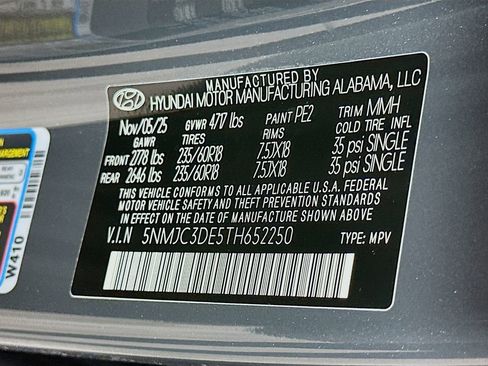 MANUFACTURED BY
HYUNDAI MOTOR MANUFACTURING ALABAMA, LLC
Nov/05/25 GVWR 4717 lbs PAINT PE2 TRIM MMH
GAWR TIRES RIMS COLD TIRE INFL
FRONT 2778 lbs 235/60R18 7.5JX18 35 psi SINGLE
REAR 2646 lbs 235/60R18 7.5JX18 35 psi SINGLE
THIS VEHICLE CONFORMS TO ALL APPLICABLE U.S.A. FEDERAL
MOTOR VEHICLE SAFETY AND THEFT PREVENTION STANDARDS
IN EFFECT ON THE DATE OF MANUFACTURE SHOWN ABOVE.
V.I.N 5NMJC3DE5TH652250 TYPE: MPV
W410